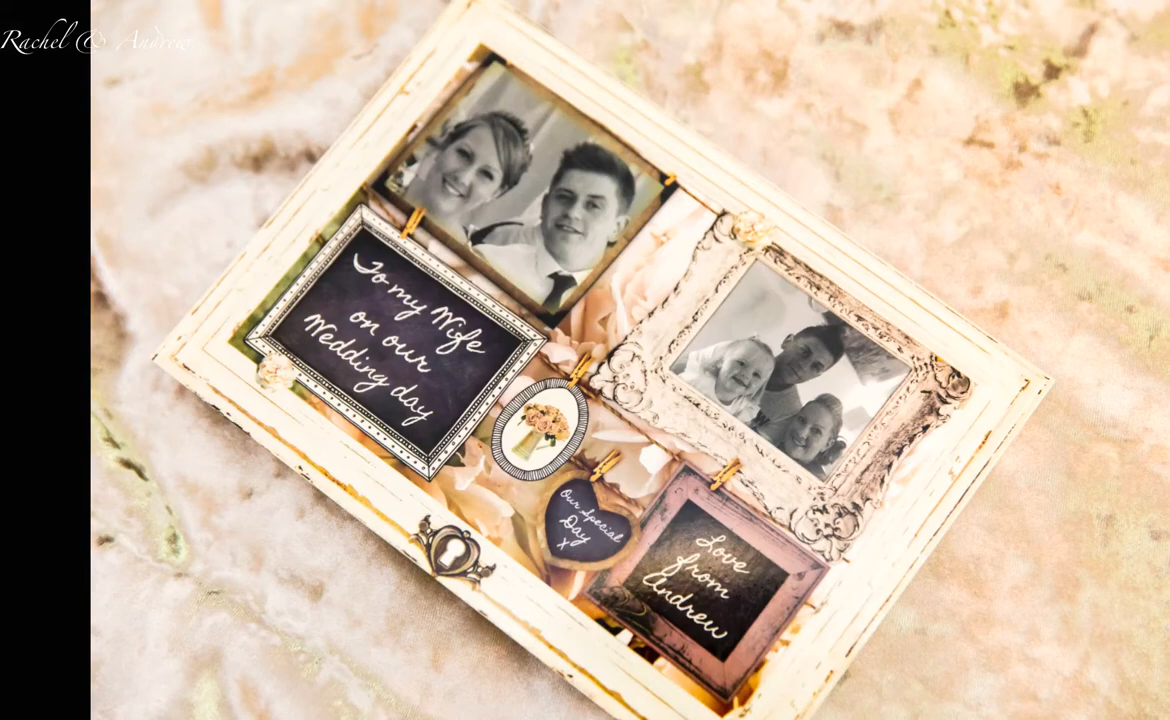 Rachel & Andrew
To my Wife
on our
Wedding day
Our Special
Day
X
Love
from
Andrew